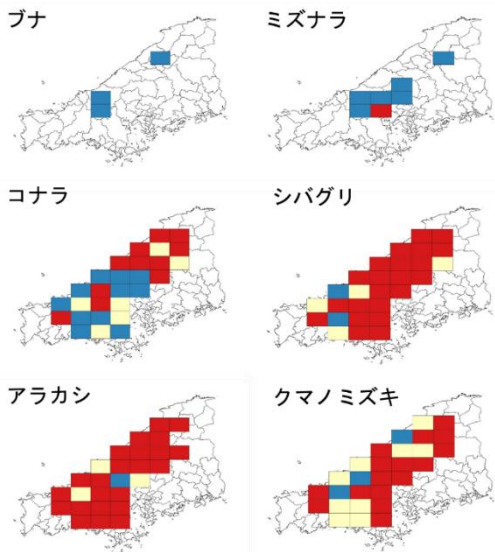 ブナ
ミズナラ
コナラ
シバグリ
アラカシ
クマノミズキ